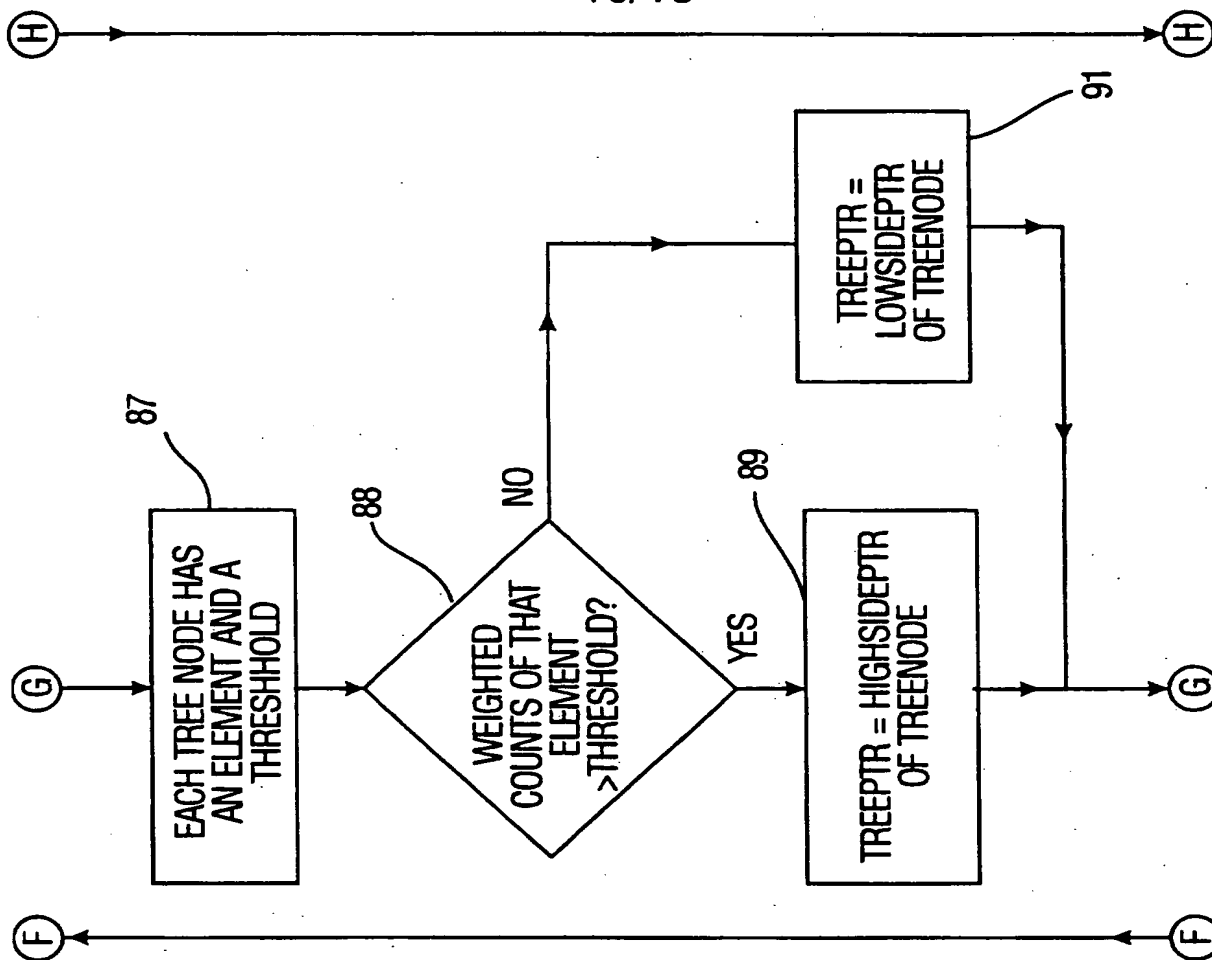 H
H
G
87
EACH TREE NODE HAS
AN ELEMENT AND A
THRESHHOLD
88
WEIGHTED
COUNTS OF THAT
ELEMENT
>THRESHOLD?
NO
YES
89
TREEPTR = HIGHSIDEPTR
OF TREENODE
91
TREEPTR =
LOWSIDEPTR
OF TREENODE
G
F
F